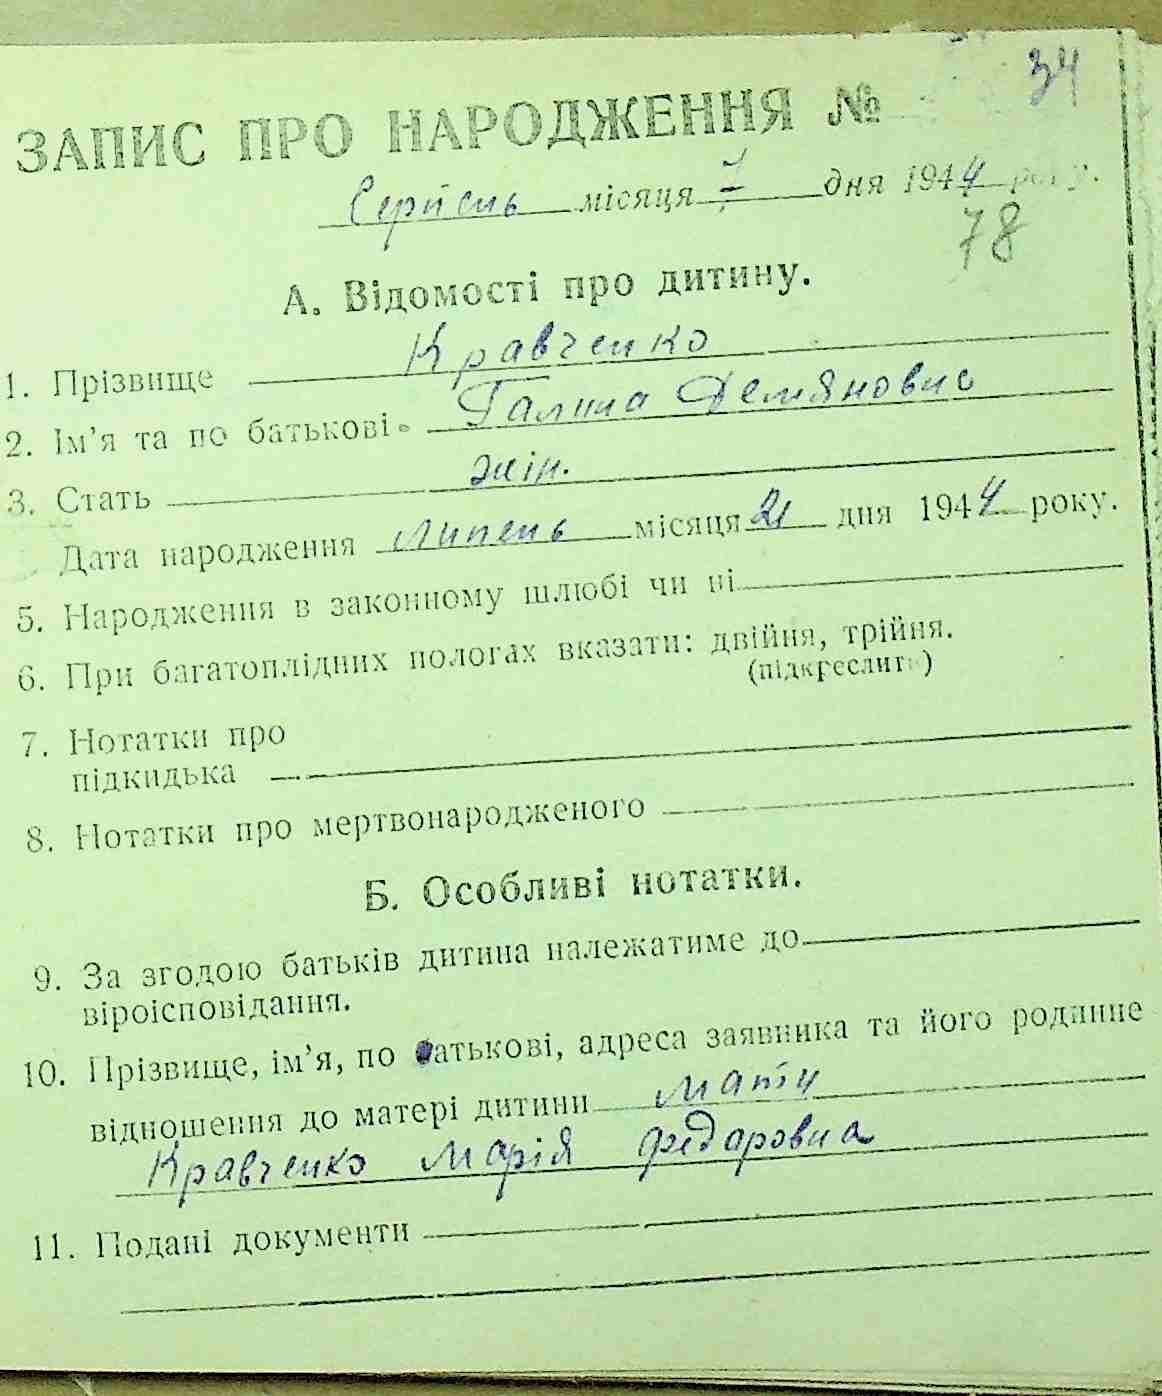 34
ЗАПИС ПРО НАРОДЖЕННЯ №
Серпень місяця 7 дня 1944 року.
78
А. Відомості про дитину.
1. Прізвище Кравченко
2. Ім'я та по батькові Галина Демяновна
3. Стать жін.
Дата народження липень місяця 21 дня 1944 року.
5. Народження в законному шлюбі чи ні
6. При багатоплідних пологах вказати: двійня, трійня.
(підкреслить)
7. Нотатки про
підкидька
8. Нотатки про мертвонародженого
Б. Особливі нотатки.
9. За згодою батьків дитина належатиме до
віроісповідання.
10. Прізвище, ім'я, по батькові, адреса заявника та його родинне
відношення до матері дитини мати
Кравченко Марія Федаровна
11. Подані документи